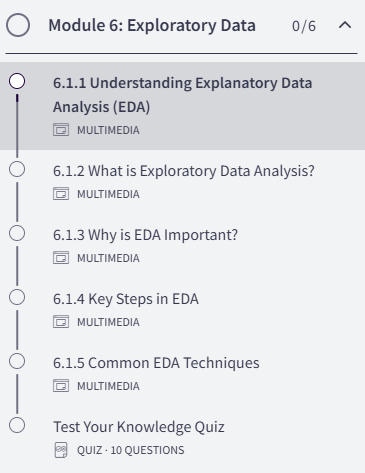 Module 6: Exploratory Data 0/6
6.1.1 Understanding Explanatory Data
Analysis (EDA)
MULTIMEDIA
6.1.2 What is Exploratory Data Analysis?
MULTIMEDIA
6.1.3 Why is EDA Important?
MULTIMEDIA
6.1.4 Key Steps in EDA
MULTIMEDIA
6.1.5 Common EDA Techniques
MULTIMEDIA
Test Your Knowledge Quiz
QUIZ · 10 QUESTIONS